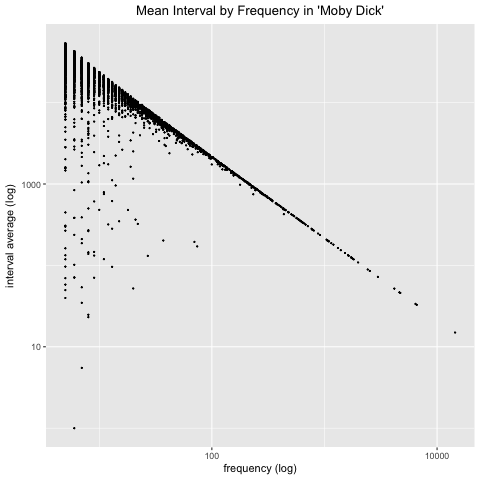 Mean Interval by Frequency in 'Moby Dick'
interval average (log)
1000
10
100
10000
frequency (log)